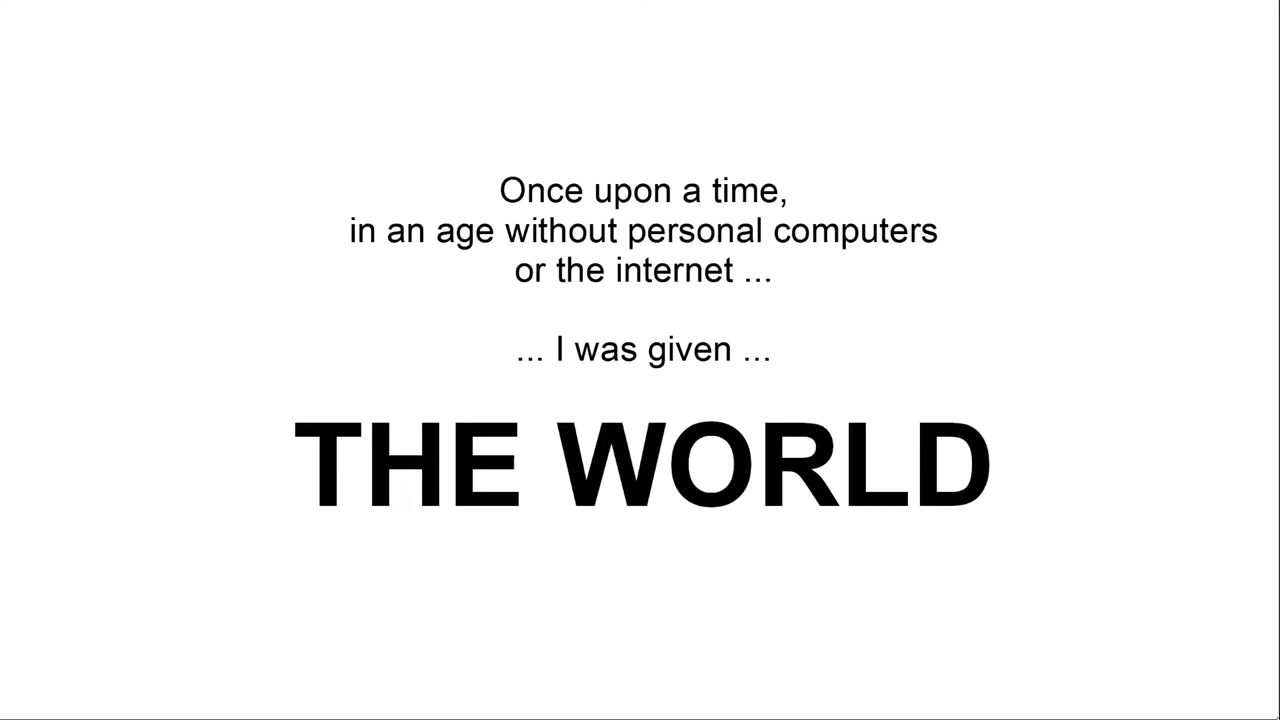 Once upon a time,
in an age without personal computers
or the internet ...
... I was given ...
THE WORLD